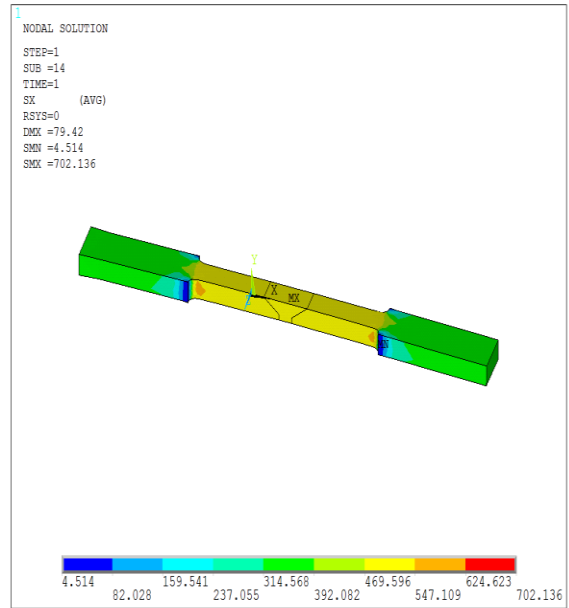 1
NODAL SOLUTION
STEP=1
SUB =14
TIME=1
SX (AVG)
RSYS=0
DMX =79.42
SMN =4.514
SMX =702.136
Y
X
MX
4.514 159.541 314.568 469.596 624.623
82.028 237.055 392.082 547.109 702.136